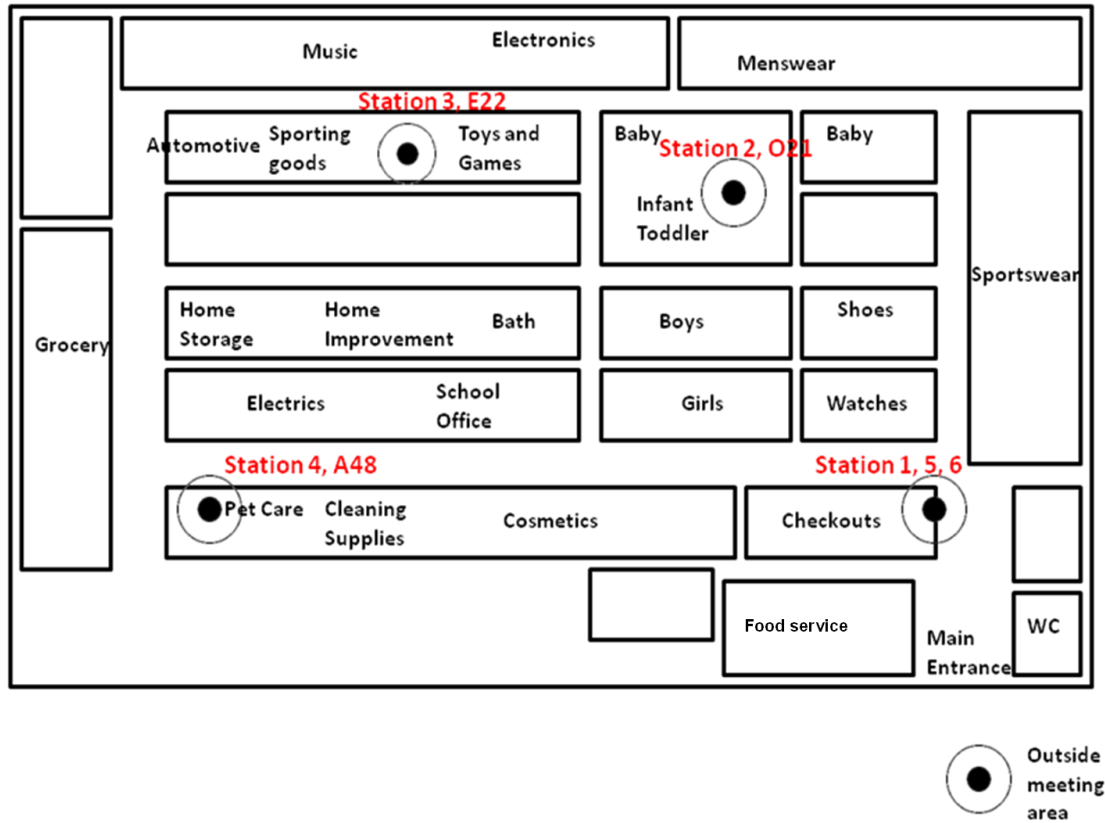 Music
Electronics
Menswear
Station 3, E22
Automotive
Sporting
goods
Toys and
Games
Baby
Station 2, O21
Baby
Infant
Toddler
Sportswear
Grocery
Home
Storage
Home
Improvement
Bath
Boys
Shoes
Electrics
School
Office
Girls
Watches
Station 4, A48
Station 1, 5, 6
Pet Care
Cleaning
Supplies
Cosmetics
Checkouts
Food service
Main
Entrance
WC
Outside
meeting
area